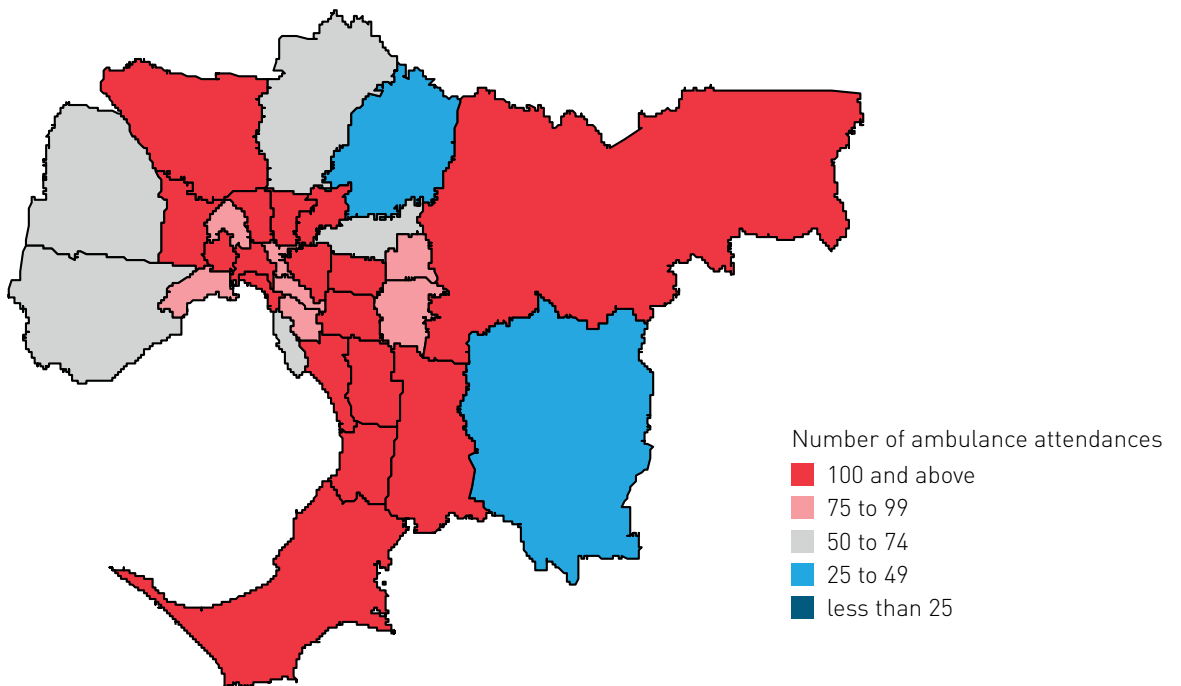 Number of ambulance attendances
100 and above
75 to 99
50 to 74
25 to 49
less than 25